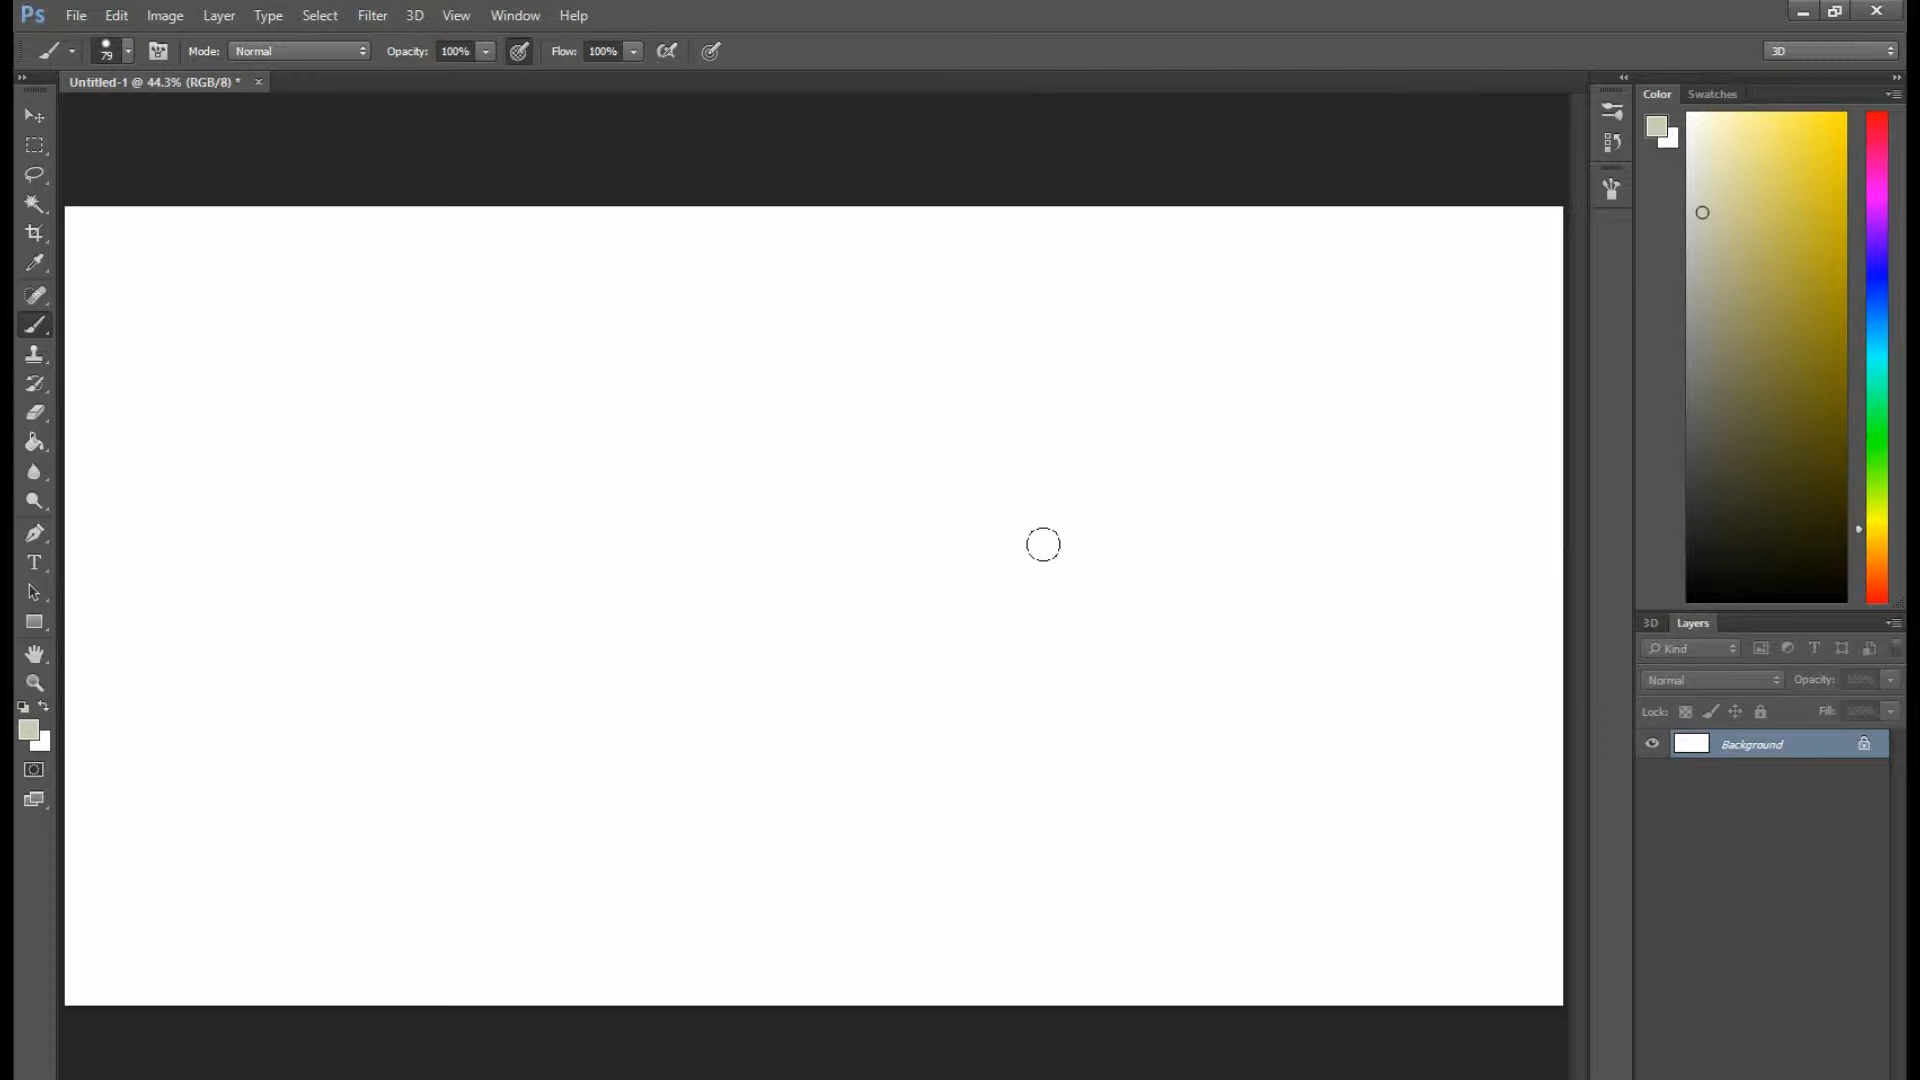 Ps File Edit Image Layer Type Select Filter 3D View Window Help
79 Mode: Normal Opacity: 100% Flow: 100% 3D
Untitled-1 @ 44.3% (RGB/8) *
Color Swatches
3D Layers
Kind
Normal Opacity: 100%
Lock: Fill: 100%
Background